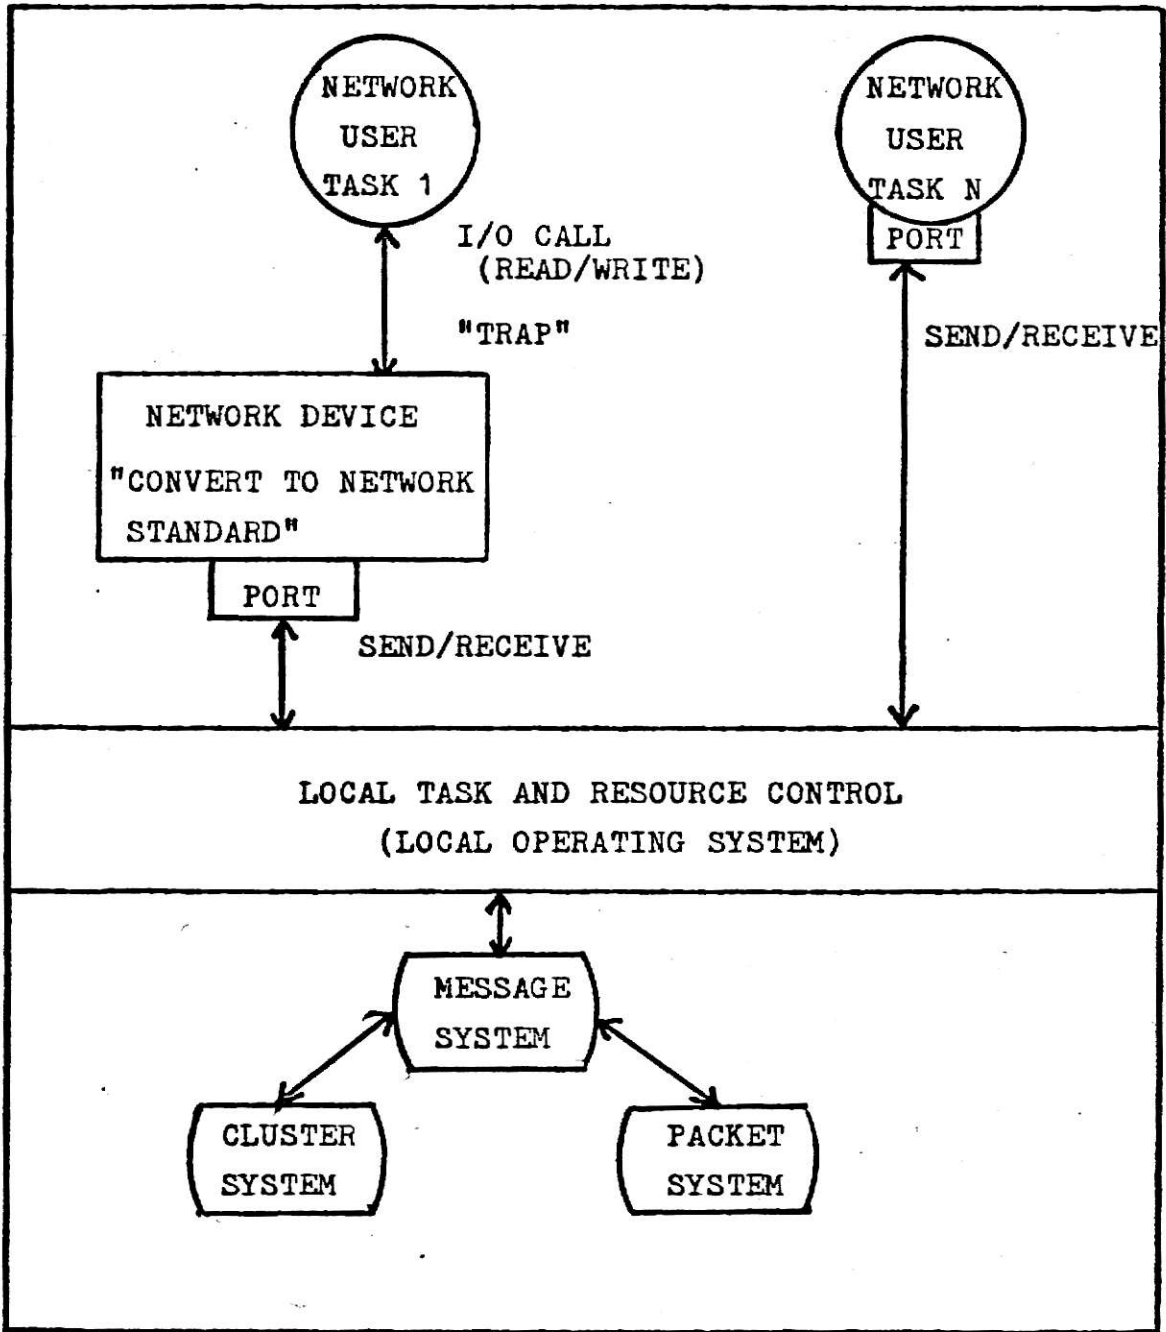 NETWORK
USER
TASK 1
NETWORK
USER
TASK N
PORT
I/O CALL
(READ/WRITE)
"TRAP"
SEND/RECEIVE
NETWORK DEVICE
"CONVERT TO NETWORK
STANDARD"
PORT
SEND/RECEIVE
LOCAL TASK AND RESOURCE CONTROL
(LOCAL OPERATING SYSTEM)
MESSAGE
SYSTEM
CLUSTER
SYSTEM
PACKET
SYSTEM